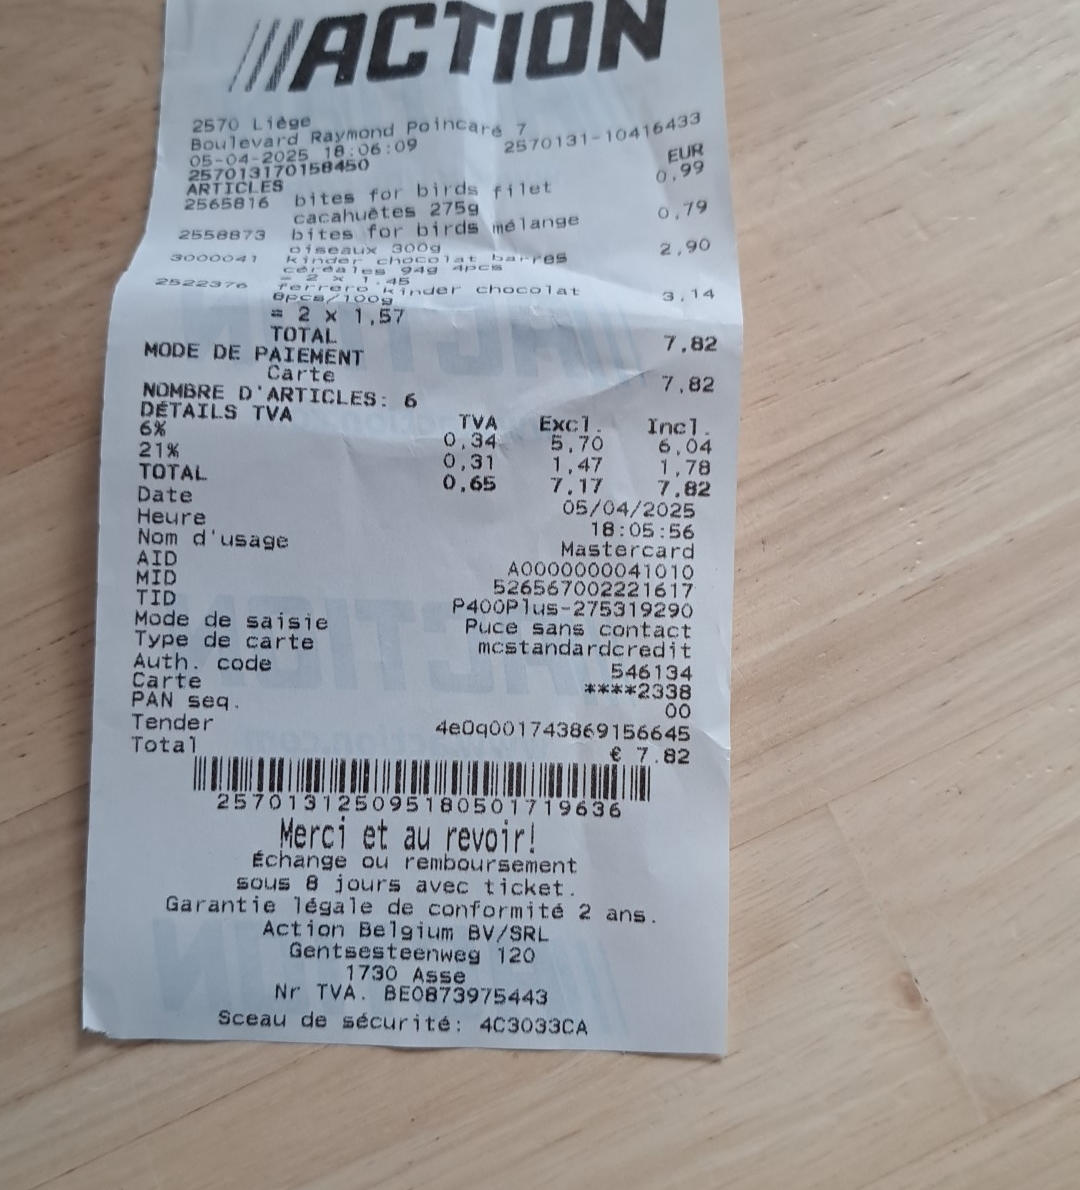 ACTION
2570 Liège
Boulevard Raymond Poincaré 7
05-04-2025 18:06:09 2570131-10416433
257013170158450 EUR
ARTICLES
2565816 bites for birds filet 0,99
cacahuètes 275g
2558873 bites for birds mélange 0,79
oiseaux 300g
3000041 kinder chocolat barres 2,90
céréales 94g 4pcs
= 2 x 1,45
2522376 ferrero kinder chocolat 3,14
8pcs/100g
= 2 x 1,57
TOTAL 7,82
MODE DE PAIEMENT
Carte 7,82
NOMBRE D'ARTICLES: 6
DÉTAILS TVA TVA Excl. Incl.
6% 0,34 5,70 6,04
21% 0,31 1,47 1,78
TOTAL 0,65 7,17 7,82
Date 05/04/2025
Heure 18:05:56
Nom d'usage Mastercard
AID A0000000041010
MID 526567002221617
TID P400Plus-275319290
Mode de saisie Puce sans contact
Type de carte mcstandardcredit
Auth. code 546134
Carte ****2338
PAN seq. 00
Tender 4e0q001743869156645
Total € 7.82
257013125095180501719636
Merci et au revoir!
Échange ou remboursement
sous 8 jours avec ticket.
Garantie légale de conformité 2 ans.
Action Belgium BV/SRL
Gentsesteenweg 120
1730 Asse
Nr TVA. BE0873975443
Sceau de sécurité: 4C3033CA